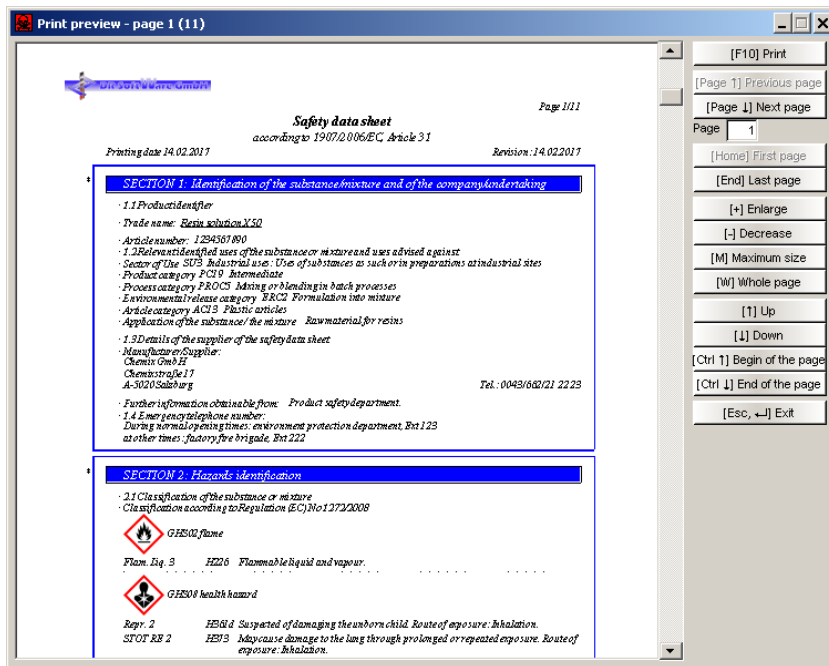 Print preview - page 1 (11)
[F10] Print
[Page ↑] Previous page
[Page ↓] Next page
Page 1
[Home] First page
[End] Last page
[+] Enlarge
[-] Decrease
[M] Maximum size
[W] Whole page
[↑] Up
[↓] Down
[Ctrl ↑] Begin of the page
[Ctrl ↓] End of the page
[Esc, ↵] Exit
GmbH
Page 1/11
Safety data sheet
according to 1907/2006/EC, Article 31
Printing date 14.02.2017 Revision: 14.02.2017
* SECTION 1: Identification of the substance/mixture and of the company/undertaking
· 1.1 Product identifier
· Trade name: Resin solution X50
· Article number: 1234567890
· 1.2 Relevant identified uses of the substance or mixture and uses advised against
· Sector of Use SU3 Industrial uses: Uses of substances as such or in preparations at industrial sites
· Product category PC19 Intermediate
· Process category PROC5 Mixing or blending in batch processes
· Environmental release category ERC2 Formulation into mixture
· Article category AC13 Plastic articles
· Application of the substance / the mixture Raw material for resins
· 1.3 Details of the supplier of the safety data sheet
· Manufacturer/Supplier:
Chemix GmbH
Chemixstraße 17
A-5020 Salzburg Tel.: 0043/662/21 22 23
· Further information obtainable from: Product safety department.
· 1.4 Emergency telephone number:
During normal opening times: environment protection department, Ext 123
at other times: factory fire brigade, Ext 222
* SECTION 2: Hazards identification
· 2.1 Classification of the substance or mixture
· Classification according to Regulation (EC) No 1272/2008
GHS02 flame
Flam. Liq. 3 H226 Flammable liquid and vapour.
GHS08 health hazard
Repr. 2 H361d Suspected of damaging the unborn child. Route of exposure: Inhalation.
STOT RE 2 H373 May cause damage to the lung through prolonged or repeated exposure. Route of
exposure: Inhalation.